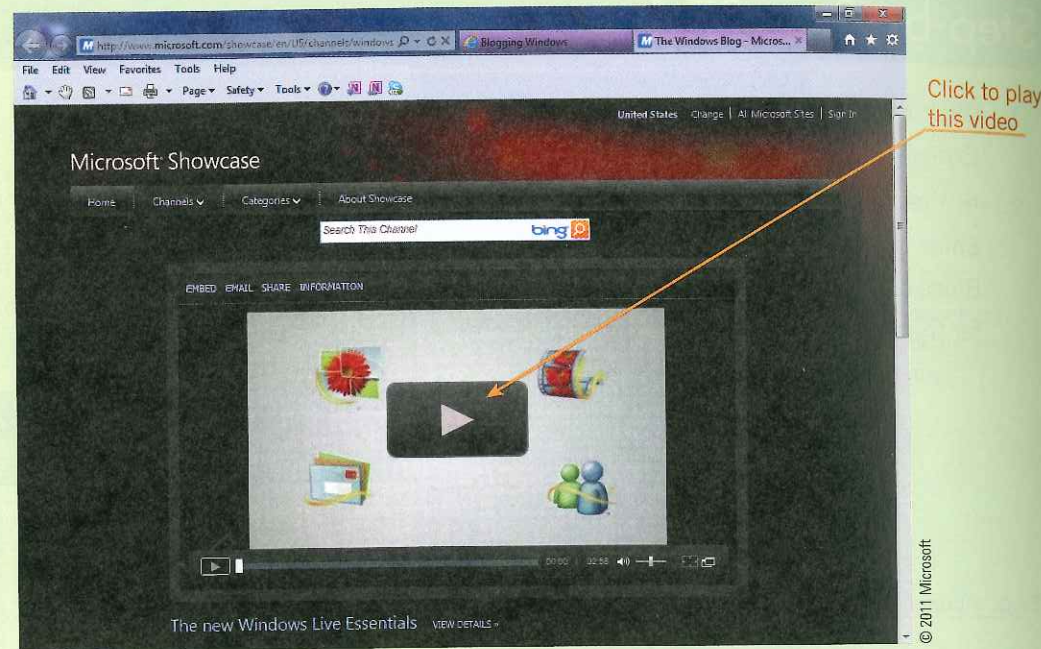 Step
http://www.microsoft.com/showcase/en/US/channels/windows
Blogging Windows
The Windows Blog - Micros...
File Edit View Favorites Tools Help
Page Safety Tools
United States Change | All Microsoft Sites | Sign In
Click to play
this video
Microsoft Showcase
Home Channels Categories About Showcase
Search This Channel bing
EMBED EMAIL SHARE INFORMATION
00:00 02:58
The new Windows Live Essentials VIEW DETAILS »
© 2011 Microsoft